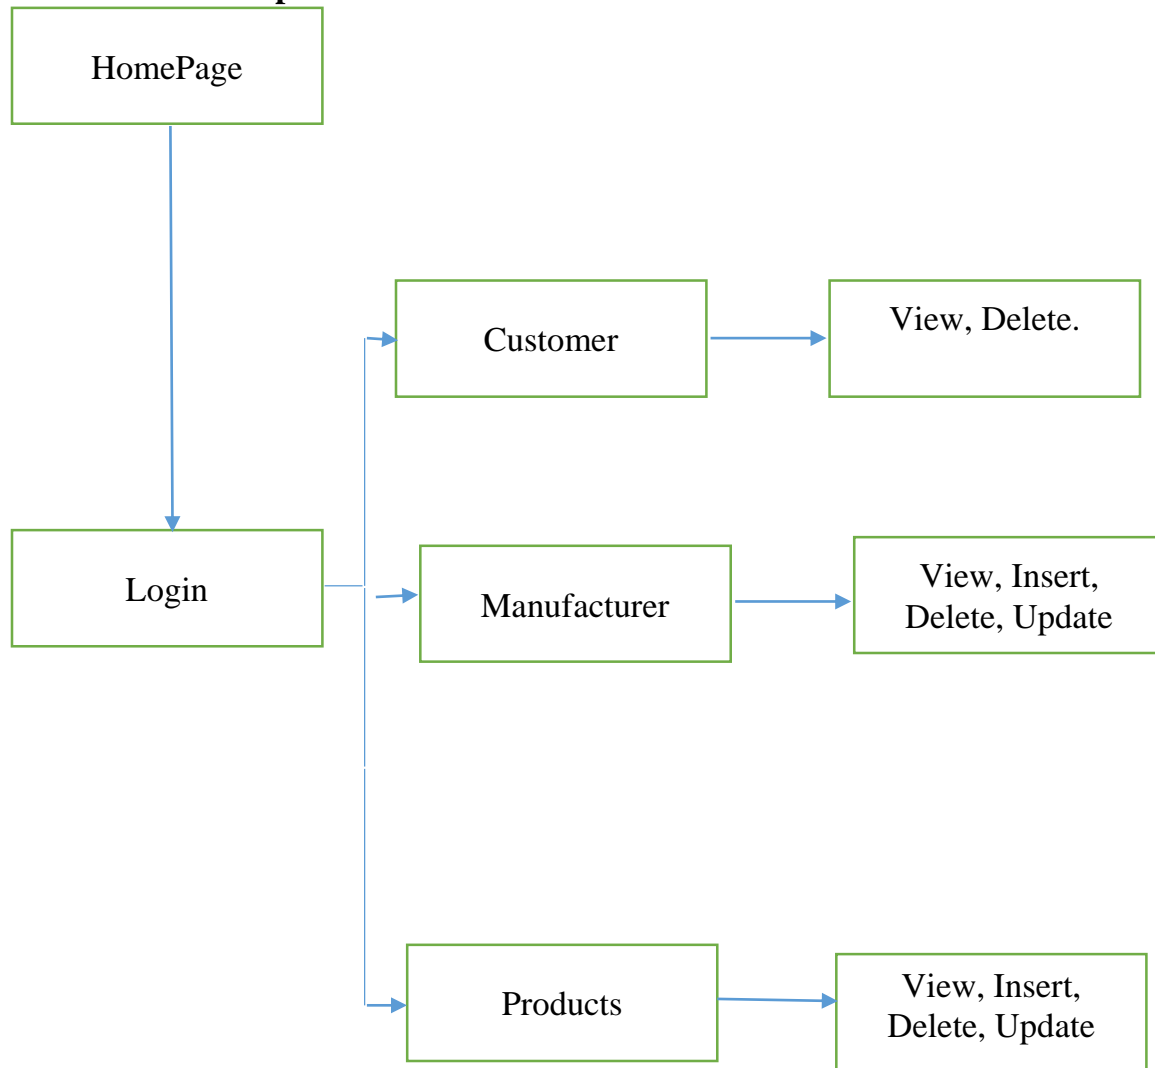 HomePage
Customer
View, Delete.
Login
Manufacturer
View, Insert,
Delete, Update
Products
View, Insert,
Delete, Update